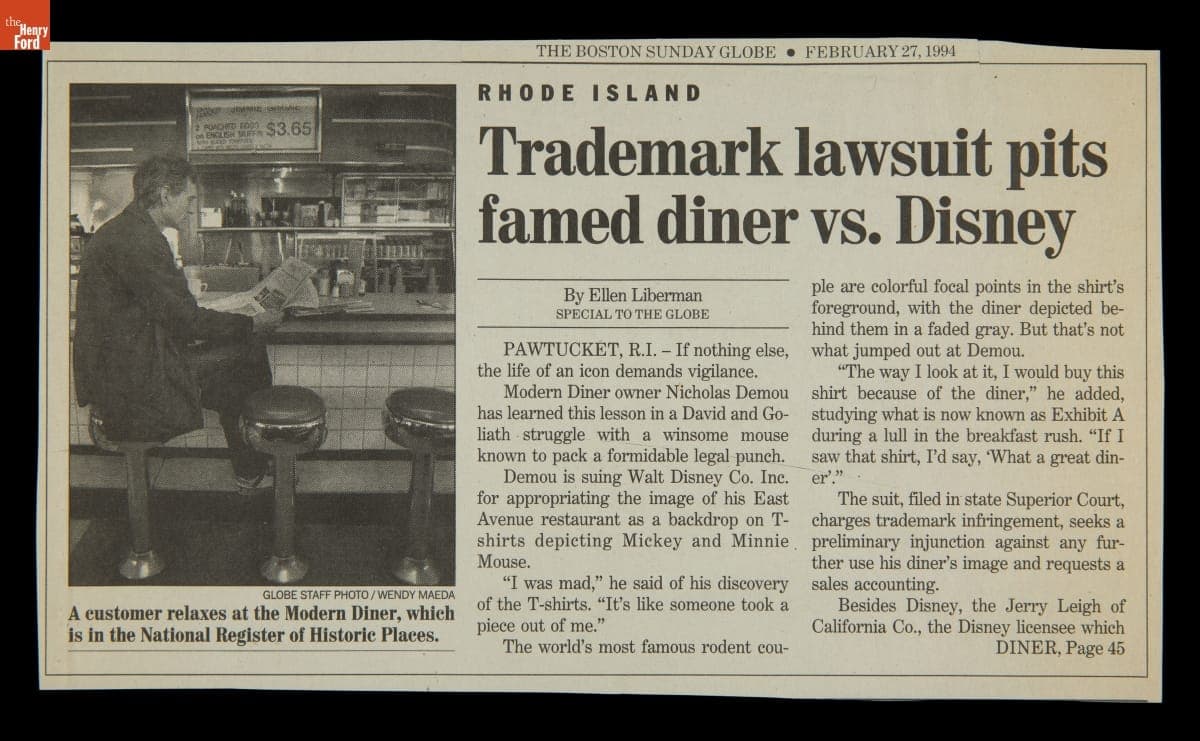 the
Henry
Ford
THE BOSTON SUNDAY GLOBE • FEBRUARY 27, 1994
$3.65
2 POACHED EGGS
ON ENGLISH MUFFIN
GLOBE STAFF PHOTO / WENDY MAEDA
A customer relaxes at the Modern Diner, which
is in the National Register of Historic Places.
RHODE ISLAND
Trademark lawsuit pits
famed diner vs. Disney
By Ellen Liberman
SPECIAL TO THE GLOBE
PAWTUCKET, R.I. – If nothing else,
the life of an icon demands vigilance.
Modern Diner owner Nicholas Demou
has learned this lesson in a David and Go-
liath struggle with a winsome mouse
known to pack a formidable legal punch.
Demou is suing Walt Disney Co. Inc.
for appropriating the image of his East
Avenue restaurant as a backdrop on T-
shirts depicting Mickey and Minnie
Mouse.
“I was mad,” he said of his discovery
of the T-shirts. “It’s like someone took a
piece out of me.”
The world’s most famous rodent cou-
ple are colorful focal points in the shirt’s
foreground, with the diner depicted be-
hind them in a faded gray. But that’s not
what jumped out at Demou.
“The way I look at it, I would buy this
shirt because of the diner,” he added,
studying what is now known as Exhibit A
during a lull in the breakfast rush. “If I
saw that shirt, I’d say, ‘What a great din-
er’.”
The suit, filed in state Superior Court,
charges trademark infringement, seeks a
preliminary injunction against any fur-
ther use his diner’s image and requests a
sales accounting.
Besides Disney, the Jerry Leigh of
California Co., the Disney licensee which
DINER, Page 45